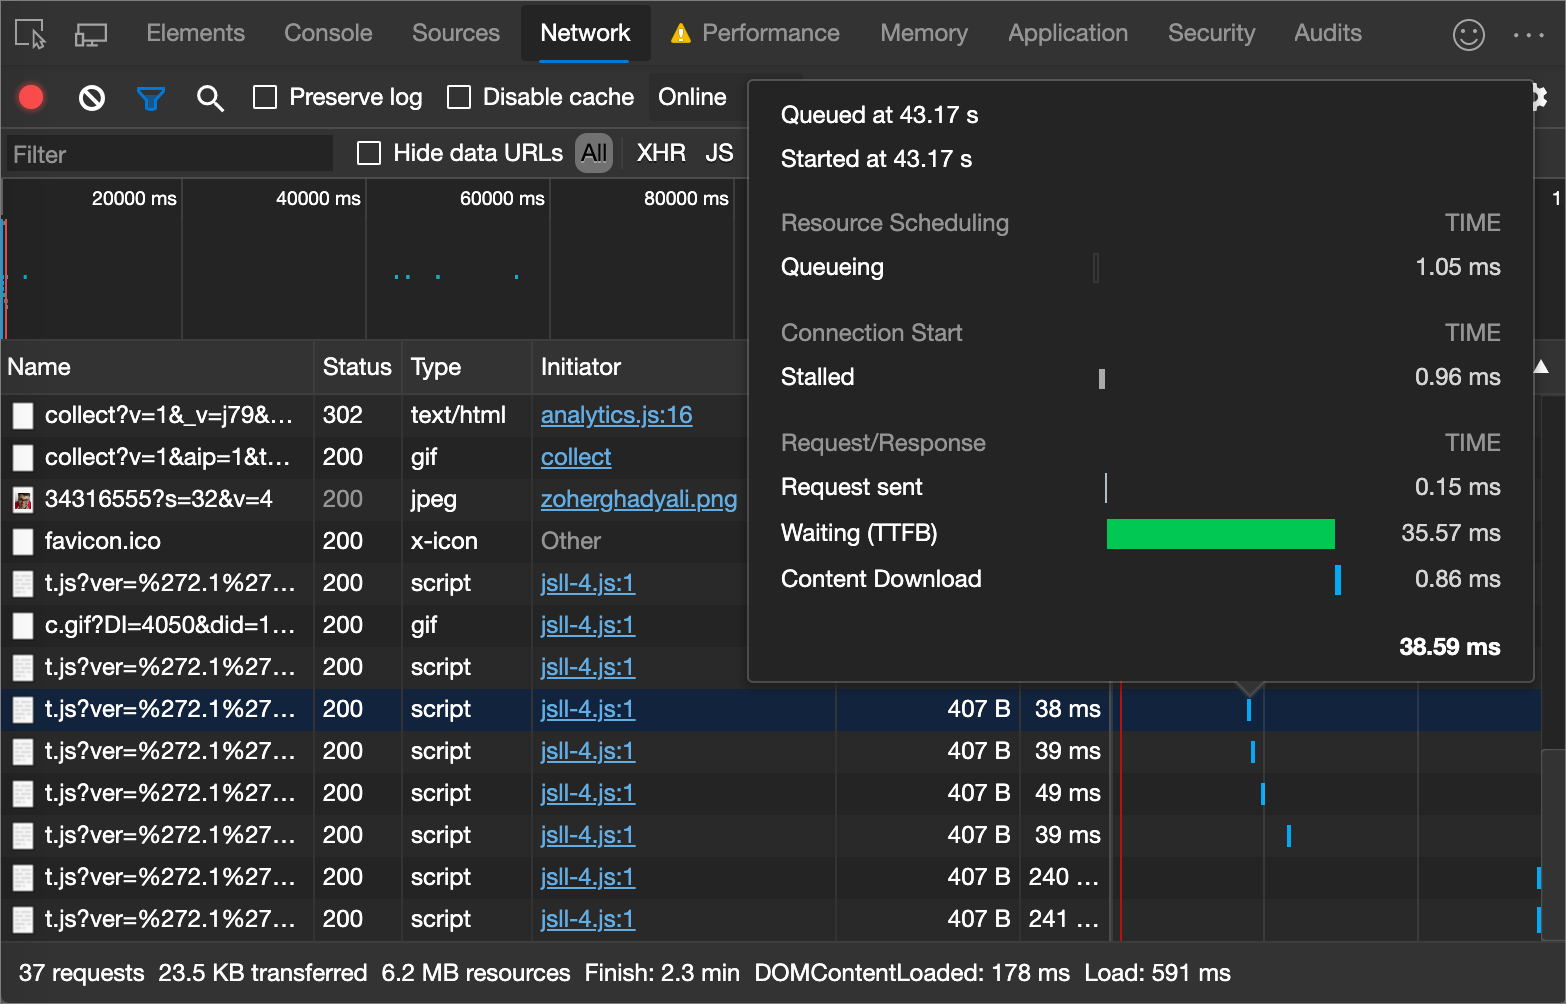 Elements Console Sources Network Performance Memory Application Security Audits
Preserve log Disable cache Online
Filter Hide data URLs All XHR JS
20000 ms 40000 ms 60000 ms 80000 ms 1
Queued at 43.17 s
Started at 43.17 s
Resource Scheduling TIME
Queueing 1.05 ms
Connection Start TIME
Stalled 0.96 ms
Request/Response TIME
Request sent 0.15 ms
Waiting (TTFB) 35.57 ms
Content Download 0.86 ms
38.59 ms
Name Status Type Initiator
collect?v=1&_v=j79&... 302 text/html analytics.js:16
collect?v=1&aip=1&t... 200 gif collect
34316555?s=32&v=4 200 jpeg zoherghadyali.png
favicon.ico 200 x-icon Other
t.js?ver=%272.1%27... 200 script jsll-4.js:1
c.gif?DI=4050&did=1... 200 gif jsll-4.js:1
t.js?ver=%272.1%27... 200 script jsll-4.js:1
t.js?ver=%272.1%27... 200 script jsll-4.js:1 407 B 38 ms
t.js?ver=%272.1%27... 200 script jsll-4.js:1 407 B 39 ms
t.js?ver=%272.1%27... 200 script jsll-4.js:1 407 B 49 ms
t.js?ver=%272.1%27... 200 script jsll-4.js:1 407 B 39 ms
t.js?ver=%272.1%27... 200 script jsll-4.js:1 407 B 240 ...
t.js?ver=%272.1%27... 200 script jsll-4.js:1 407 B 241 ...
37 requests 23.5 KB transferred 6.2 MB resources Finish: 2.3 min DOMContentLoaded: 178 ms Load: 591 ms